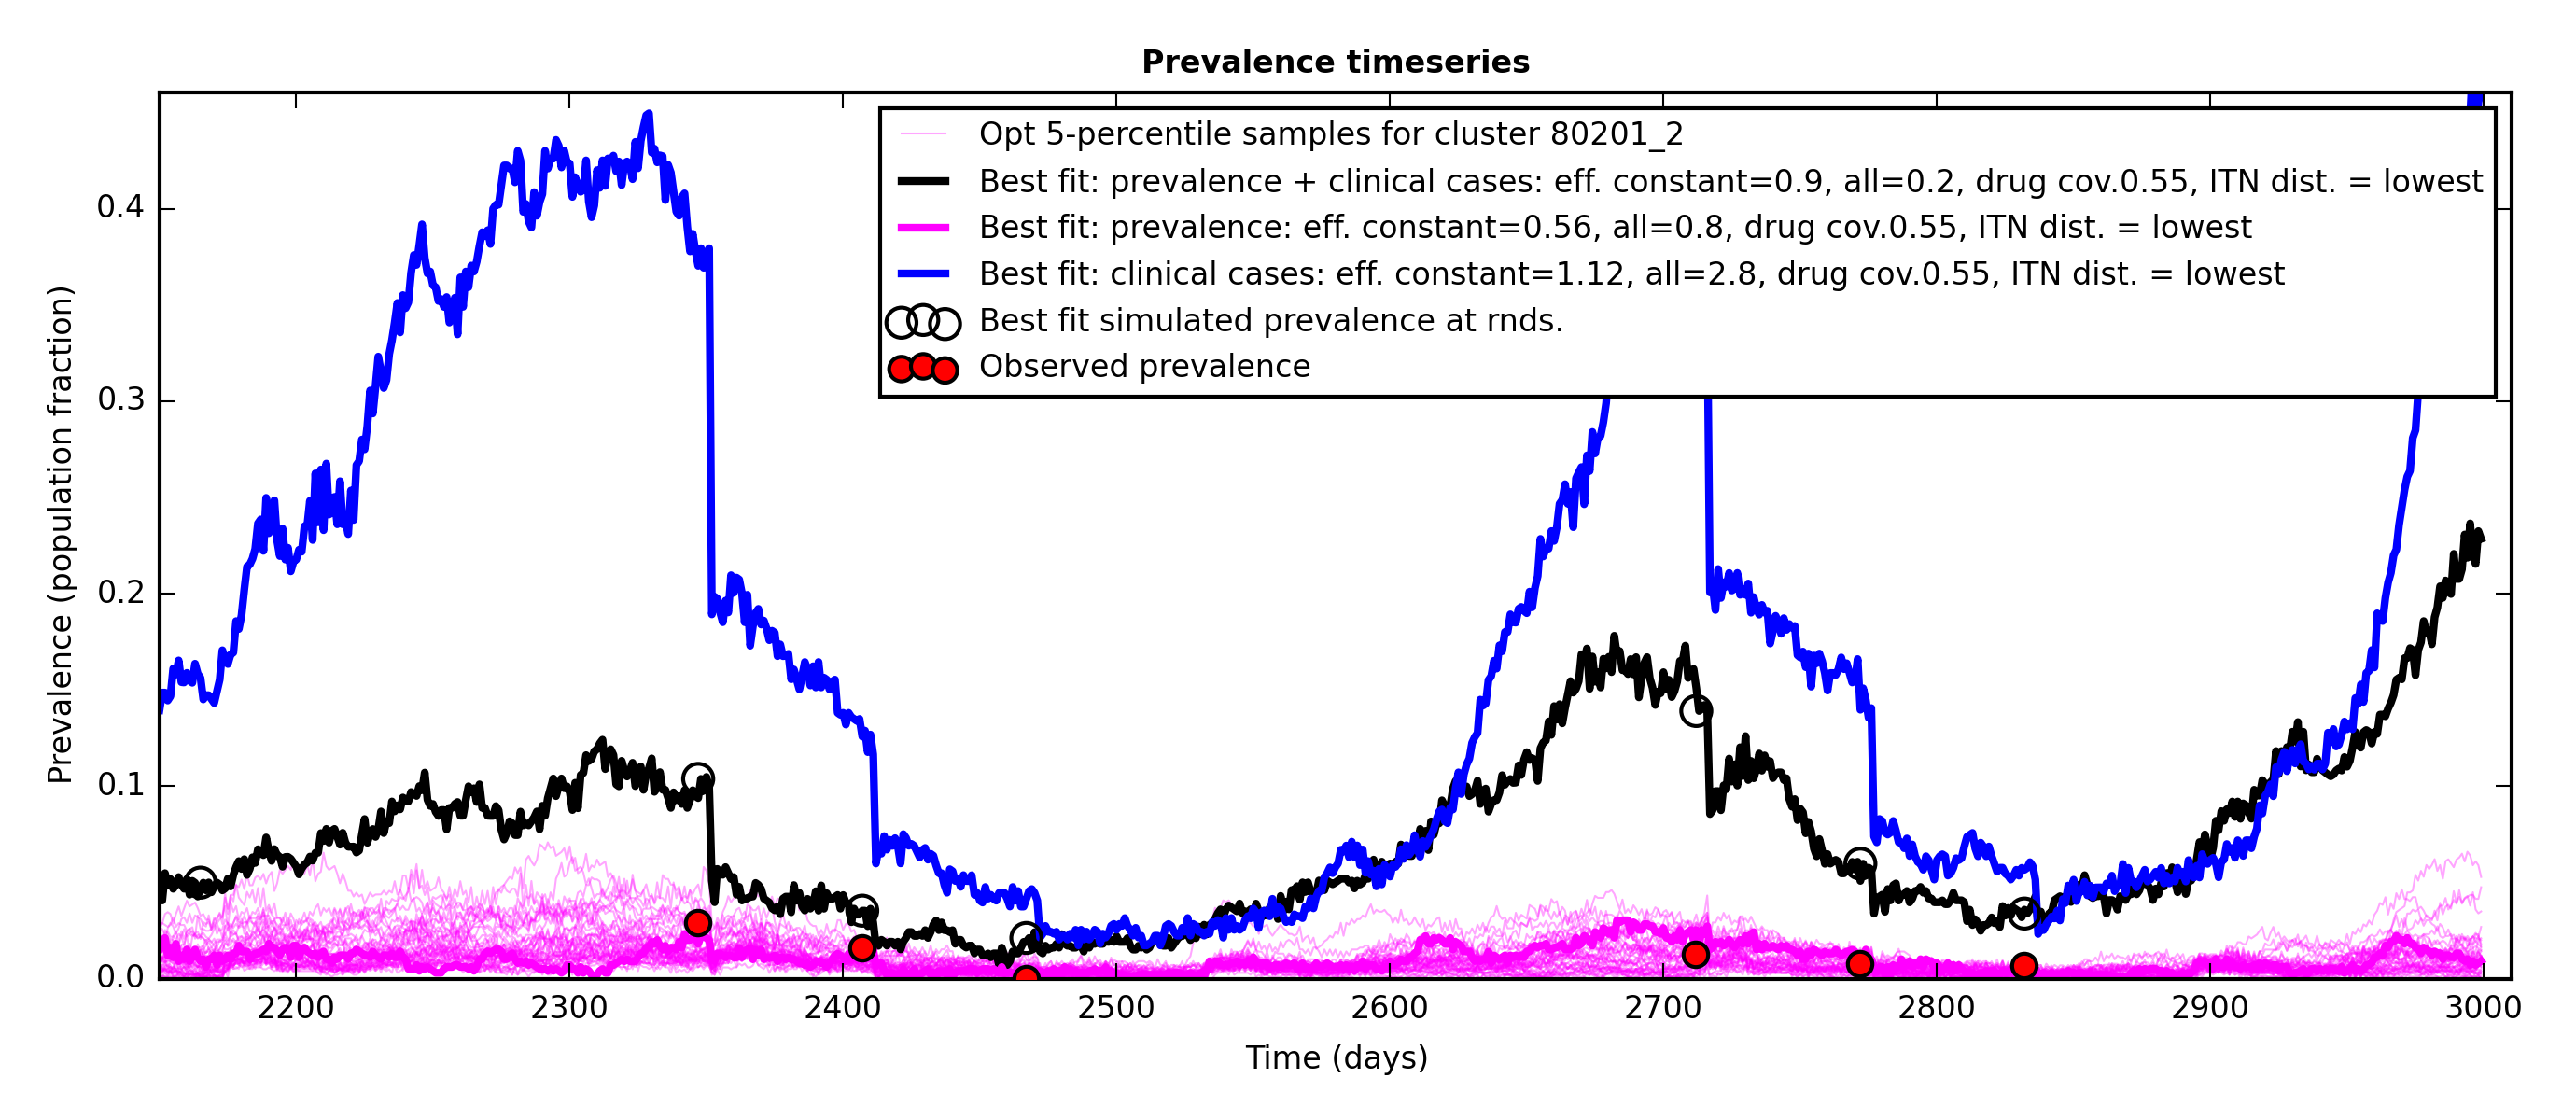 Prevalence timeseries
Opt 5-percentile samples for cluster 80201_2
Best fit: prevalence + clinical cases: eff. constant=0.9, all=0.2, drug cov.0.55, ITN dist. = lowest
Best fit: prevalence: eff. constant=0.56, all=0.8, drug cov.0.55, ITN dist. = lowest
Best fit: clinical cases: eff. constant=1.12, all=2.8, drug cov.0.55, ITN dist. = lowest
Best fit simulated prevalence at rnds.
Observed prevalence
Prevalence (population fraction)
0.4
0.3
0.2
0.1
0.0
2200 2300 2400 2500 2600 2700 2800 2900 3000
Time (days)